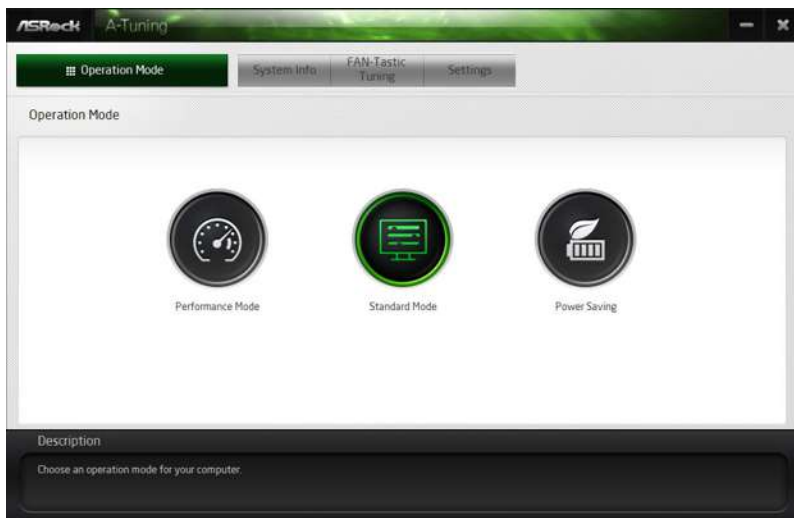 ASRock A-Tuning
Operation Mode System Info FAN-Tastic Tuning Settings
Operation Mode
Performance Mode Standard Mode Power Saving
Description
Choose an operation mode for your computer.